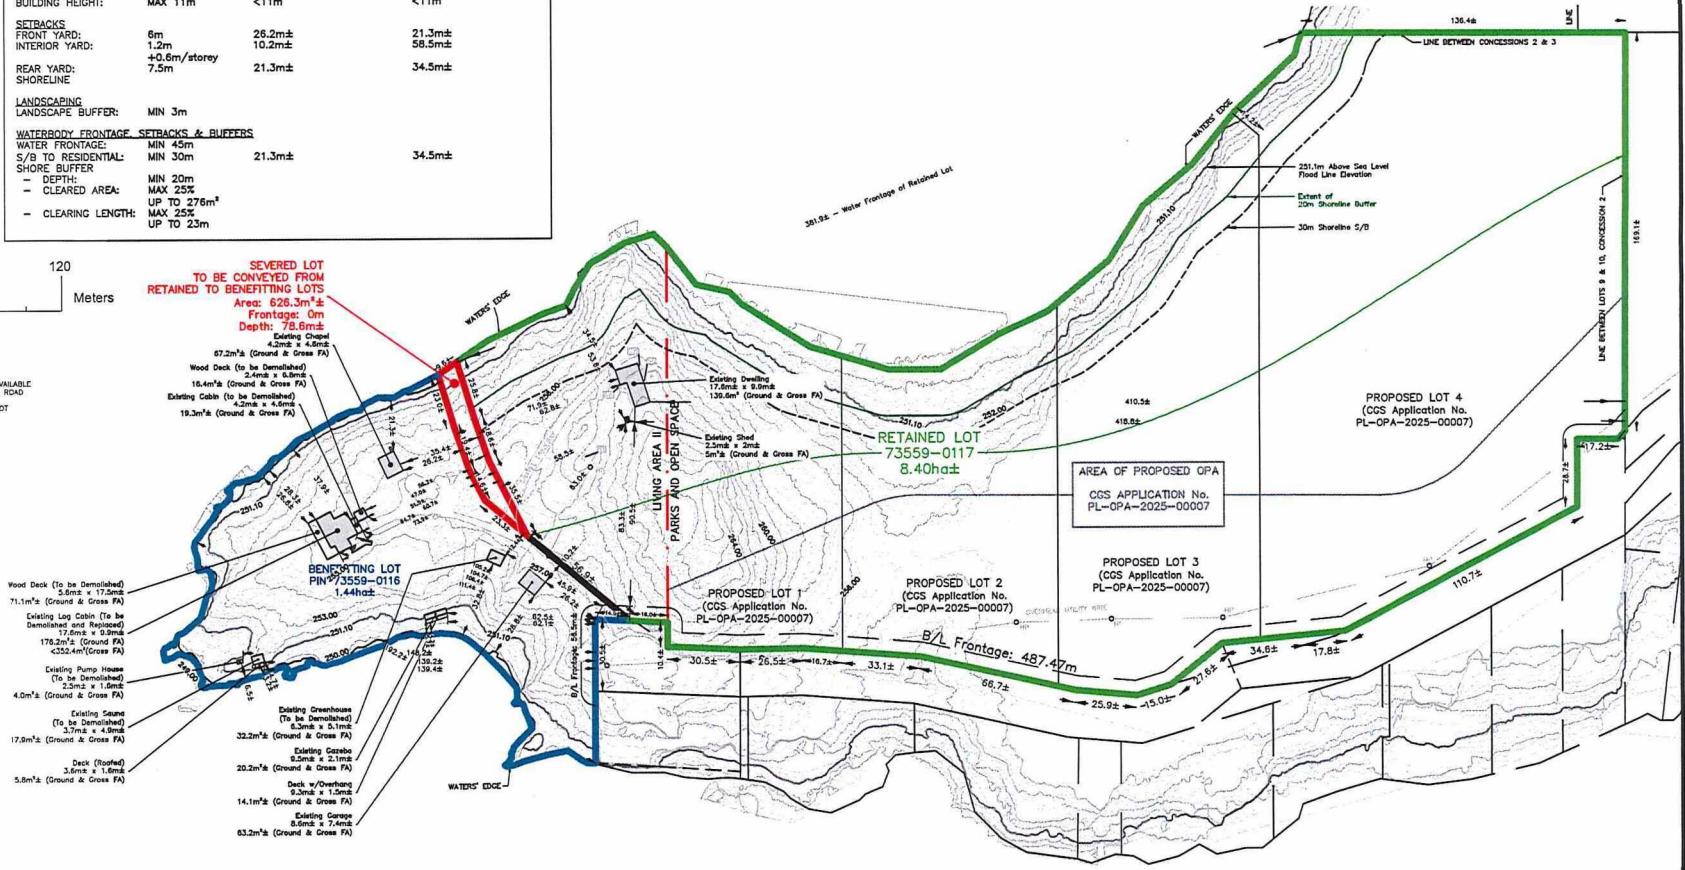 BUILDING HEIGHT: MAX 11m <11m <11m
SETBACKS
FRONT YARD: 6m 26.2m± 21.3m±
INTERIOR YARD: 1.2m 10.2m± 58.5m±
+0.6m/storey
REAR YARD: 7.5m 21.3m± 34.5m±
SHORELINE
LANDSCAPING
LANDSCAPE BUFFER: MIN 3m
WATERBODY FRONTAGE, SETBACKS & BUFFERS
WATER FRONTAGE: MIN 45m
S/B TO RESIDENTIAL: MIN 30m 21.3m± 34.5m±
SHORE BUFFER
- DEPTH: MIN 20m
- CLEARED AREA: MAX 25%
UP TO 276m²
- CLEARING LENGTH: MAX 25%
UP TO 23m
120
Meters
VAILABLE
ROAD
OT
SEVERED LOT
TO BE CONVEYED FROM
RETAINED TO BENEFITTING LOTS
Area: 626.3m²±
Frontage: 0m
Depth: 78.6m±
Existing Chapel
4.2m± x 4.6m±
67.2m²± (Ground & Gross FA)
Wood Deck (to be Demolished)
2.4m± x 6.8m±
16.4m²± (Ground & Gross FA)
Existing Cabin (to be Demolished)
4.2m± x 4.6m±
19.3m²± (Ground & Gross FA)
Wood Deck (To be Demolished)
5.6m± x 17.5m±
71.1m²± (Ground & Gross FA)
Existing Log Cabin (To be
Demolished and Replaced)
17.6m± x 9.9m±
176.2m²± (Ground FA)
<352.4m²(Gross FA)
Existing Pump House
(To be Demolished)
2.5m± x 1.6m±
4.0m²± (Ground & Gross FA)
Existing Sauna
(To be Demolished)
3.7m± x 4.9m±
17.9m²± (Ground & Gross FA)
Deck (Roofed)
3.6m± x 1.6m±
5.8m²± (Ground & Gross FA)
Existing Greenhouse
(To be Demolished)
6.3m± x 5.1m±
32.2m²± (Ground & Gross FA)
Existing Gazebo
9.5m± x 2.1m±
20.2m²± (Ground & Gross FA)
Deck w/Overhang
9.3m± x 1.5m±
14.1m²± (Ground & Gross FA)
Existing Garage
8.6m± x 7.4m±
63.2m²± (Ground & Gross FA)
BENEFITTING LOT
PIN 73559-0116
1.44ha±
WATERS' EDGE
WATERS' EDGE
WATERS' EDGE
381.9± - Water Frontage of Retained Lot
Existing Dwelling
17.6m± x 9.9m±
139.6m² (Ground & Gross FA)
Existing Shed
2.5m± x 2m±
5m²± (Ground & Gross FA)
LIVING AREA II
PARKS AND OPEN SPACE
RETAINED LOT
73559-0117
8.40ha±
136.4±
LINE
LINE BETWEEN CONCESSIONS 2 & 3
251.1m Above Sea Level
Flood Line Elevation
Extent of
20m Shoreline Buffer
30m Shoreline S/B
LINE BETWEEN LOTS 9 & 10, CONCESSION 2
169.1±
410.5±
418.8±
PROPOSED LOT 4
(CGS Application No.
PL-OPA-2025-00007)
AREA OF PROPOSED OPA
CGS APPLICATION No.
PL-OPA-2025-00007
PROPOSED LOT 1
(CGS Application No.
PL-OPA-2025-00007)
PROPOSED LOT 2
(CGS Application No.
PL-OPA-2025-00007)
PROPOSED LOT 3
(CGS Application No.
PL-OPA-2025-00007)
OVERHEAD UTILITY WIRE
B/L Frontage: 487.47m
B/L Frontage: 58.5m±
30.5±
26.5±
16.7±
33.1±
66.7±
25.9±
15.0±
27.6±
34.6±
17.8±
110.7±
28.7±
17.2±